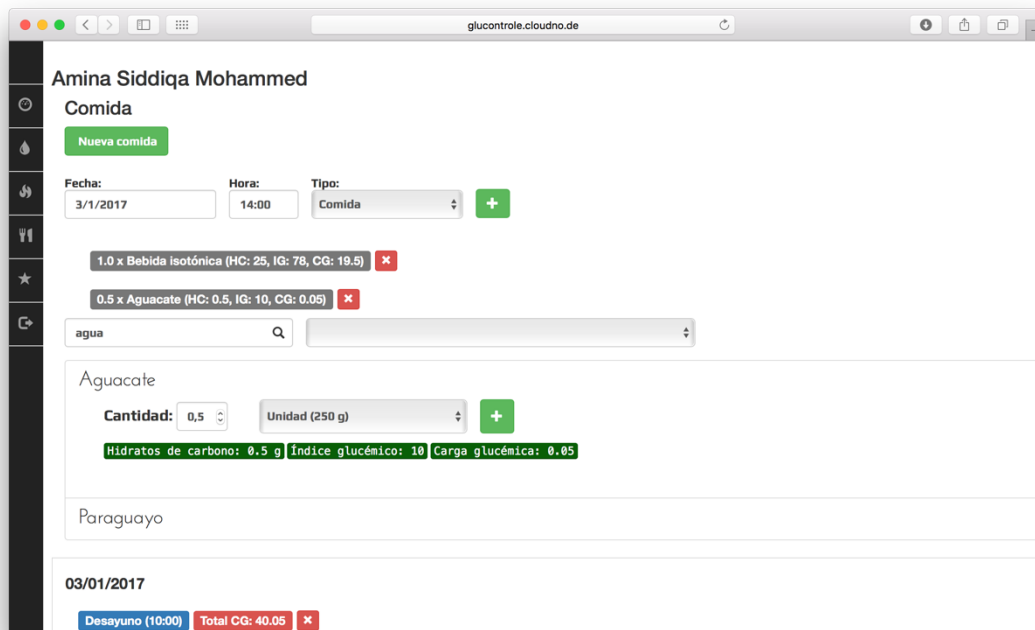 glucontrole.cloudno.de
Amina Siddiqa Mohammed
Comida
Nueva comida
Fecha: Hora: Tipo:
3/1/2017 14:00 Comida
1.0 x Bebida isotónica (HC: 25, IG: 78, CG: 19.5)
0.5 x Aguacate (HC: 0.5, IG: 10, CG: 0.05)
agua
Aguacate
Cantidad: 0,5 Unidad (250 g)
Hidratos de carbono: 0.5 g Índice glucémico: 10 Carga glucémica: 0.05
Paraguayo
03/01/2017
Desayuno (10:00) Total CG: 40.05